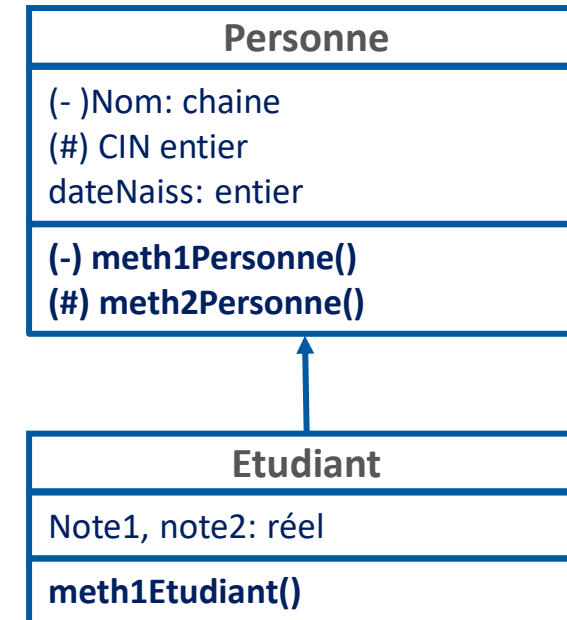 Personne
(- )Nom: chaine
(#) CIN entier
dateNaiss: entier
(-) meth1Personne()
(#) meth2Personne()
Etudiant
Note1, note2: réel
meth1Etudiant()